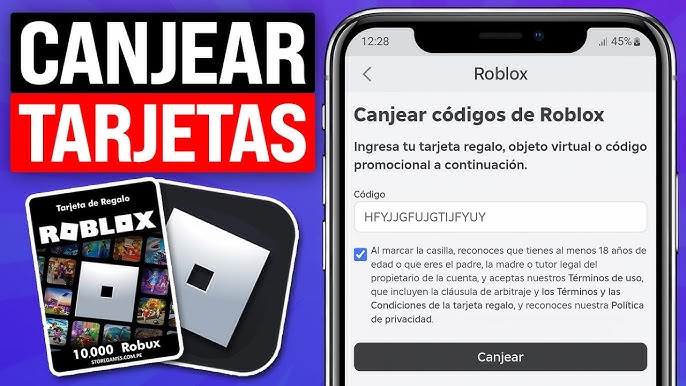 CANJEAR
TARJETAS
Tarjeta de Regalo
ROBLOX
10,000 Robux
STOREGAMES.COM.PE
12:28
45%
Roblox
Canjear códigos de Roblox
Ingresa tu tarjeta regalo, objeto virtual o código
promocional a continuación.
Código
HFYJJGFUJGTIJFYUY
Al marcar la casilla, reconoces que tienes al menos 18 años de
edad o que eres el padre, la madre o tutor legal del
propietario de la cuenta, y aceptas nuestros Términos de uso,
que incluyen la cláusula de arbitraje y los Términos y las
Condiciones de la tarjeta regalo, y reconoces nuestra Política
de privacidad.
Canjear